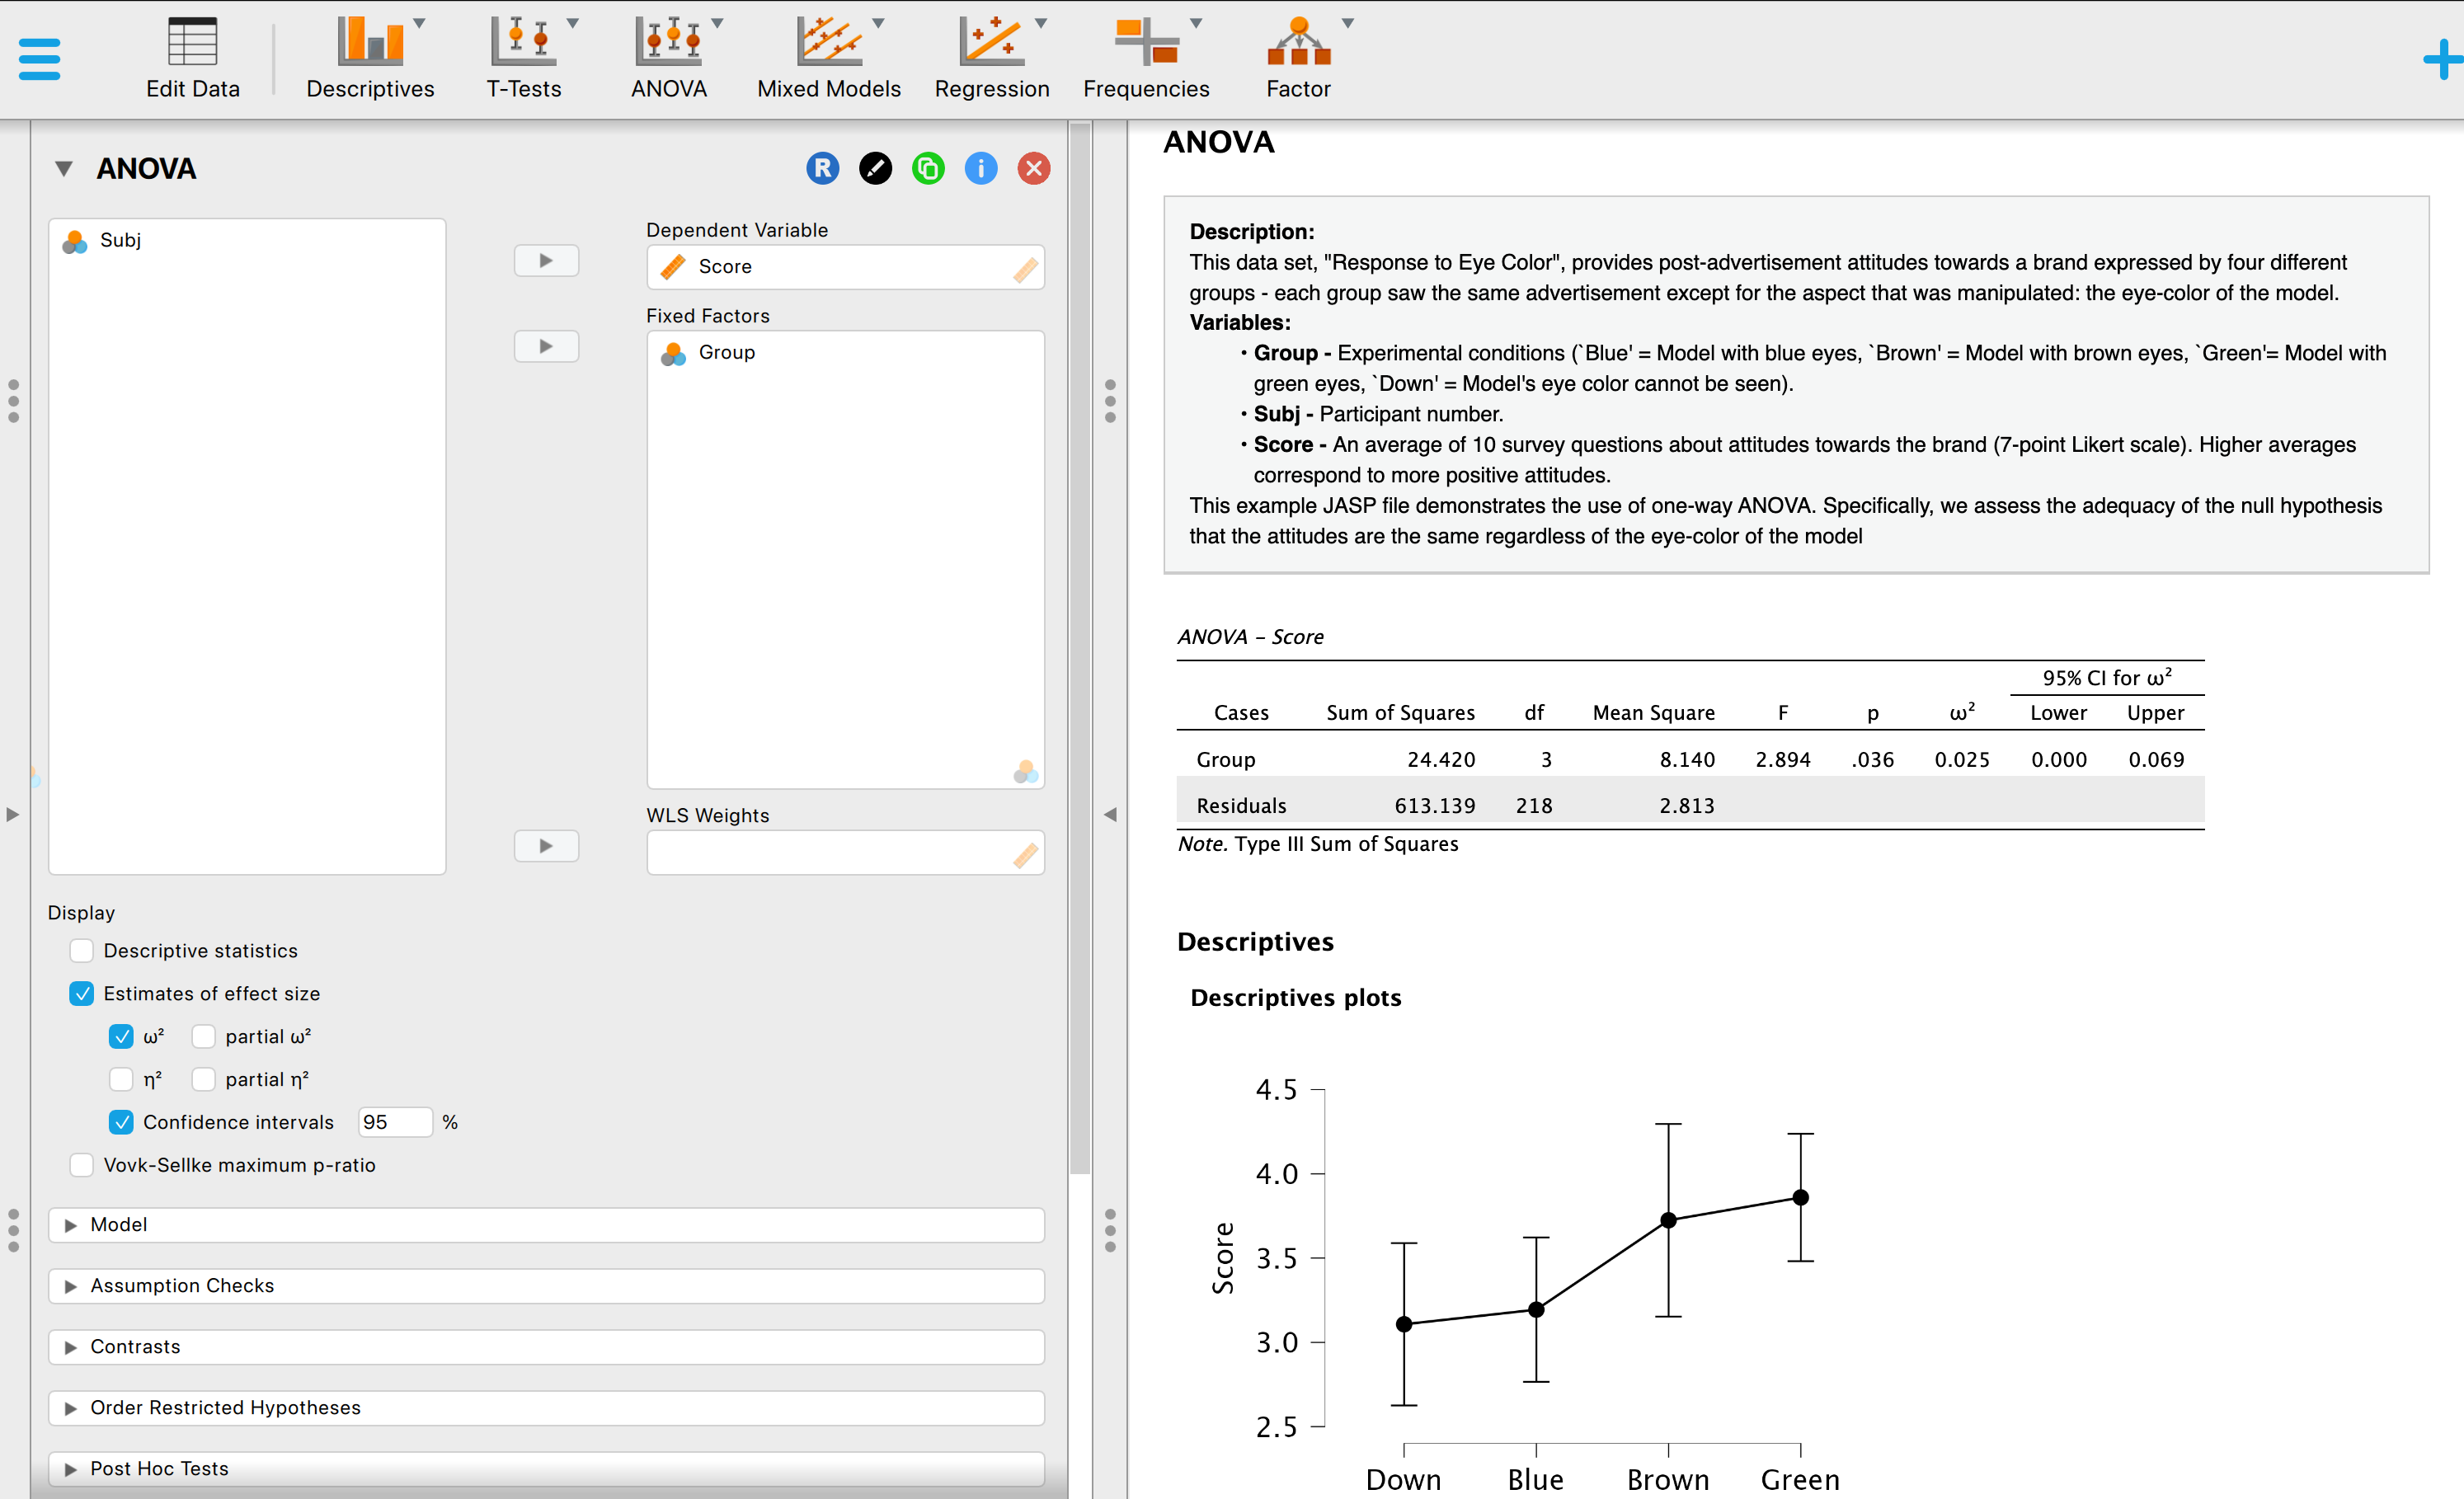 Edit Data
Descriptives
T-Tests
ANOVA
Mixed Models
Regression
Frequencies
Factor
ANOVA
R
i
Subj
Dependent Variable
Score
Fixed Factors
Group
WLS Weights
Display
Descriptive statistics
Estimates of effect size
ω² partial ω²
η² partial η²
Confidence intervals 95 %
Vovk-Sellke maximum p-ratio
Model
Assumption Checks
Contrasts
Order Restricted Hypotheses
Post Hoc Tests
ANOVA
Description:
This data set, "Response to Eye Color", provides post-advertisement attitudes towards a brand expressed by four different
groups - each group saw the same advertisement except for the aspect that was manipulated: the eye-color of the model.
Variables:
• Group - Experimental conditions (`Blue' = Model with blue eyes, `Brown' = Model with brown eyes, `Green'= Model with
green eyes, `Down' = Model's eye color cannot be seen).
• Subj - Participant number.
• Score - An average of 10 survey questions about attitudes towards the brand (7-point Likert scale). Higher averages
correspond to more positive attitudes.
This example JASP file demonstrates the use of one-way ANOVA. Specifically, we assess the adequacy of the null hypothesis
that the attitudes are the same regardless of the eye-color of the model
ANOVA – Score
95% CI for ω²
Cases Sum of Squares df Mean Square F p ω² Lower Upper
Group 24.420 3 8.140 2.894 .036 0.025 0.000 0.069
Residuals 613.139 218 2.813
Note. Type III Sum of Squares
Descriptives
Descriptives plots
4.5
4.0
3.5
3.0
2.5
Score
Down Blue Brown Green